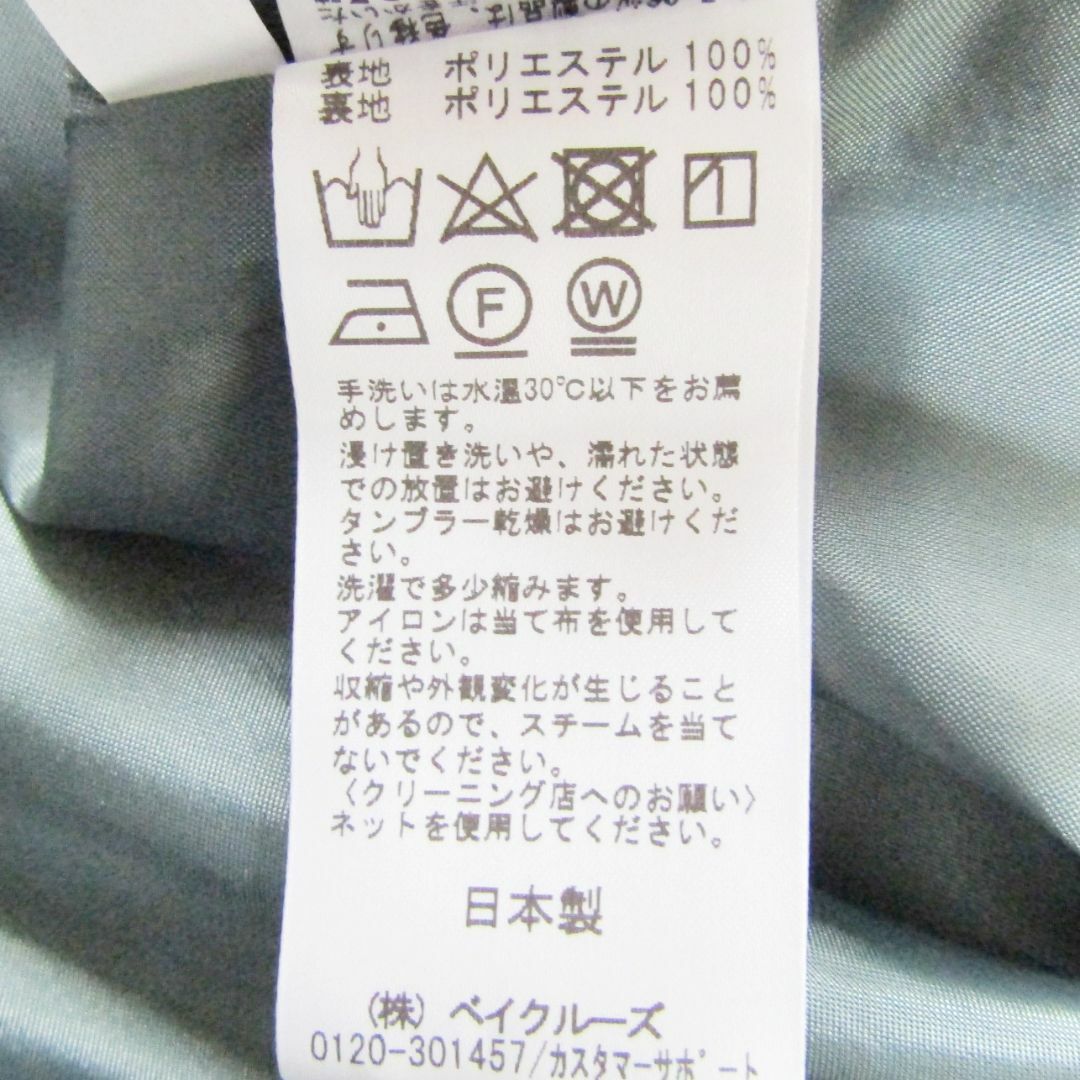 表地 ポリエステル 100%
裏地 ポリエステル 100%
F W
手洗いは水温30℃以下をお薦
めします。
浸け置き洗いや、濡れた状態
での放置はお避けください。
タンブラー乾燥はお避けくだ
さい。
洗濯で多少縮みます。
アイロンは当て布を使用して
ください。
収縮や外観変化が生じること
があるので、スチームを当て
ないでください。
〈クリーニング店へのお願い〉
ネットを使用してください。
日本製
(株) ベイクルーズ
0120-301457/カスタマーサポート